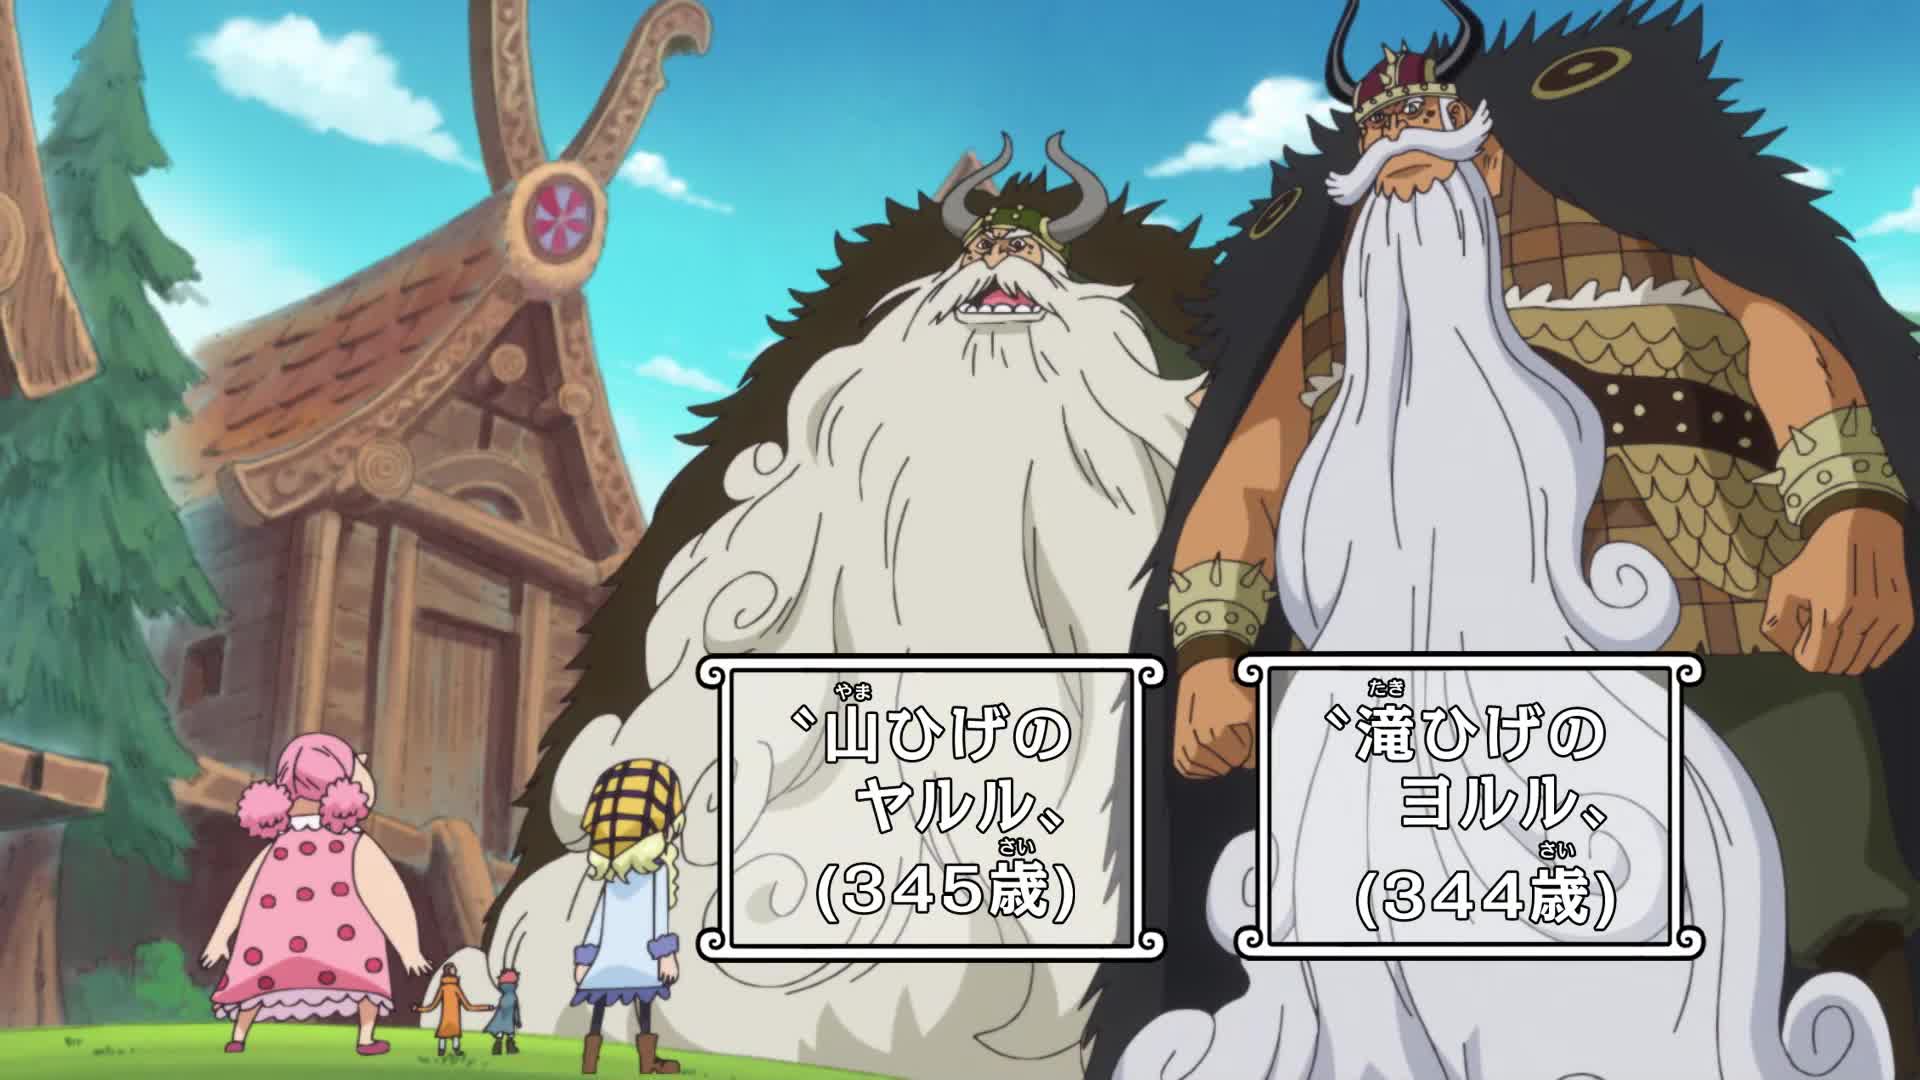 〝山ひげの
ヤルル〟
(345歳)
〝滝ひげの
ヨルル〟
(344歳)
やま
さい
たき
さい